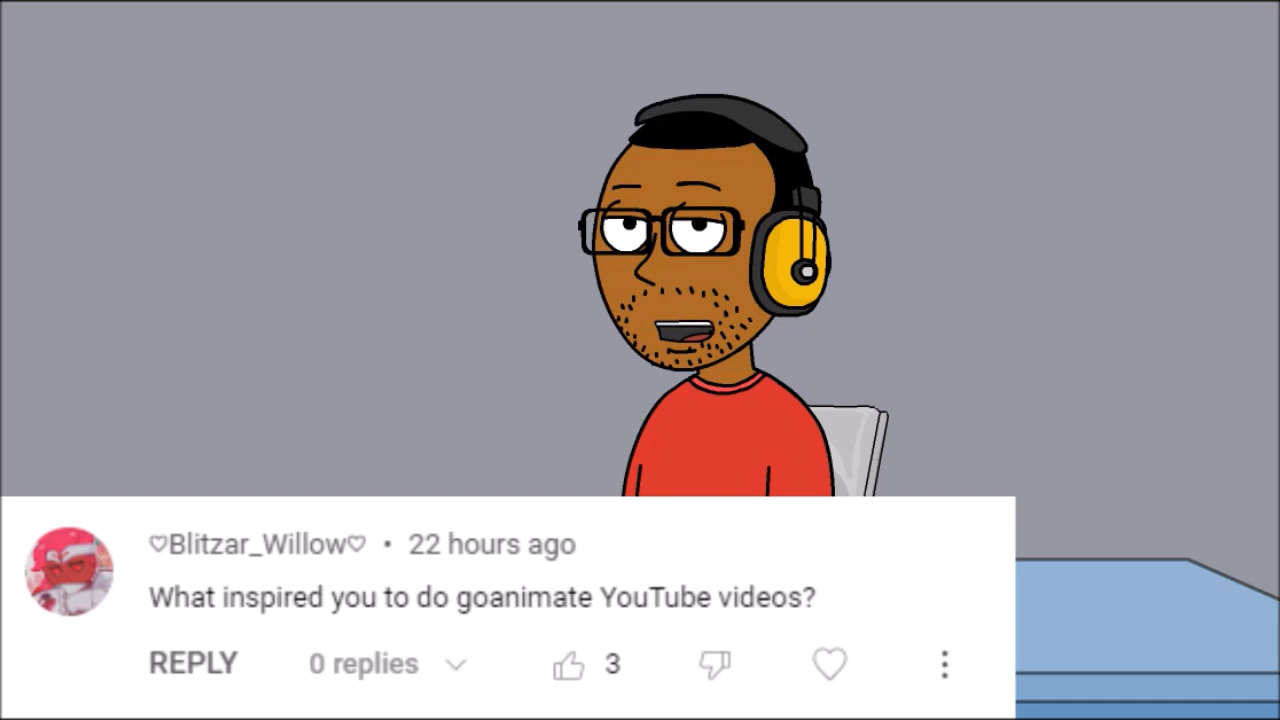 ♡Blitzar_Willow♡ • 22 hours ago
What inspired you to do goanimate YouTube videos?
REPLY 0 replies 3